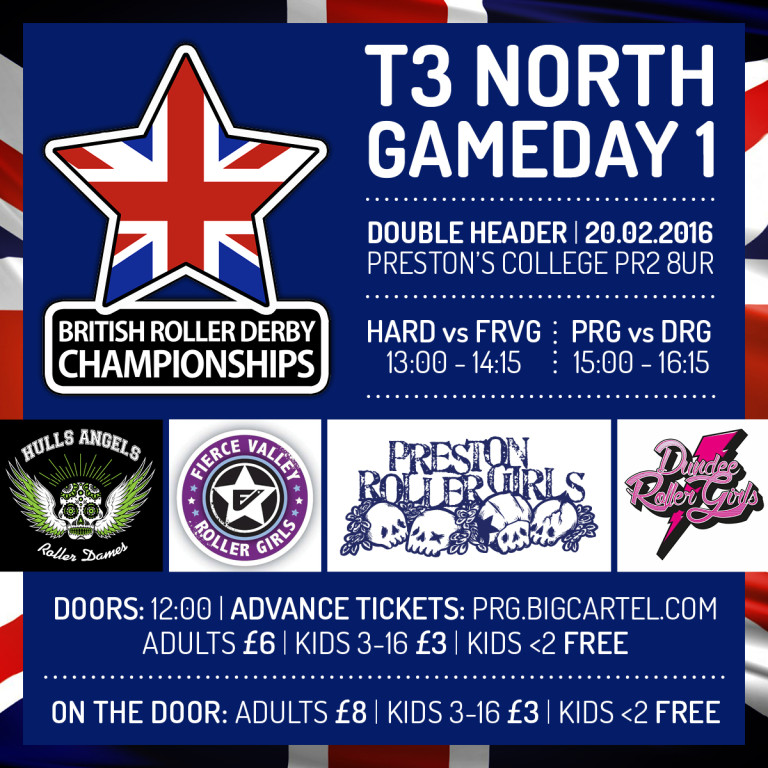 T3 NORTH
GAMEDAY 1
DOUBLE HEADER | 20.02.2016
PRESTON'S COLLEGE PR2 8UR
HARD vs FRVG
13:00 - 14:15
PRG vs DRG
15:00 - 16:15
BRITISH ROLLER DERBY
CHAMPIONSHIPS
HULLS ANGELS
Roller Dames
FIERCE VALLEY
ROLLER GIRLS
PRESTON
ROLLER GIRLS
Dundee
Roller Girls
DOORS: 12:00 | ADVANCE TICKETS: PRG.BIGCARTEL.COM
ADULTS £6 | KIDS 3-16 £3 | KIDS <2 FREE
ON THE DOOR: ADULTS £8 | KIDS 3-16 £3 | KIDS <2 FREE